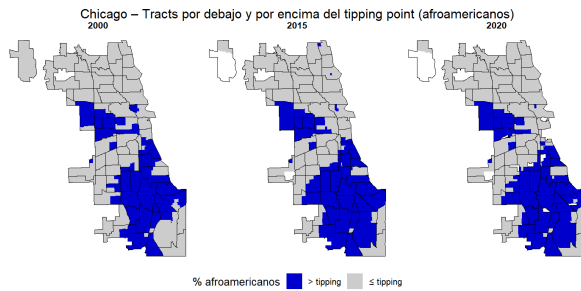 Chicago – Tracts por debajo y por encima del tipping point (afroamericanos)
2000 2015 2020
% afroamericanos > tipping ≤ tipping